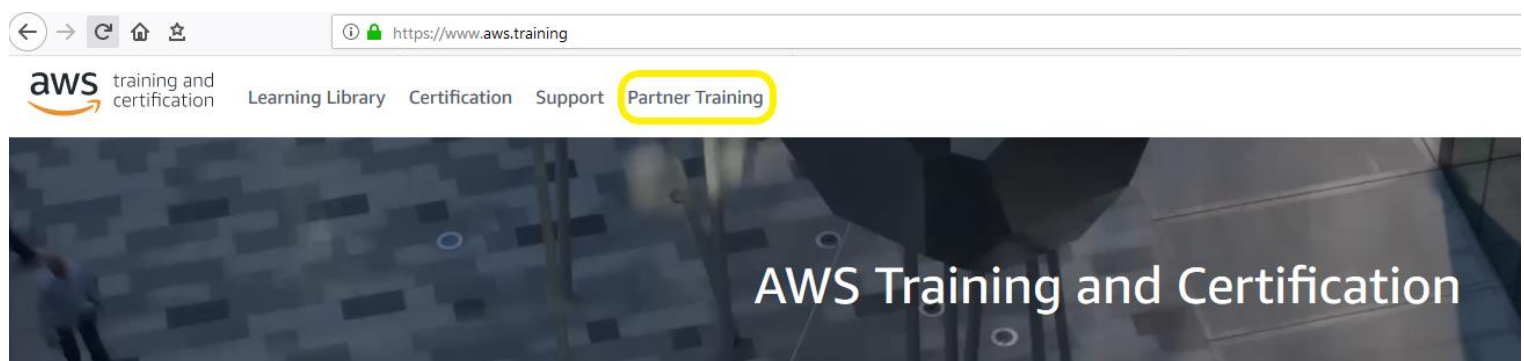 https://www.aws.training
aws training and
certification
Learning Library Certification Support Partner Training
AWS Training and Certification